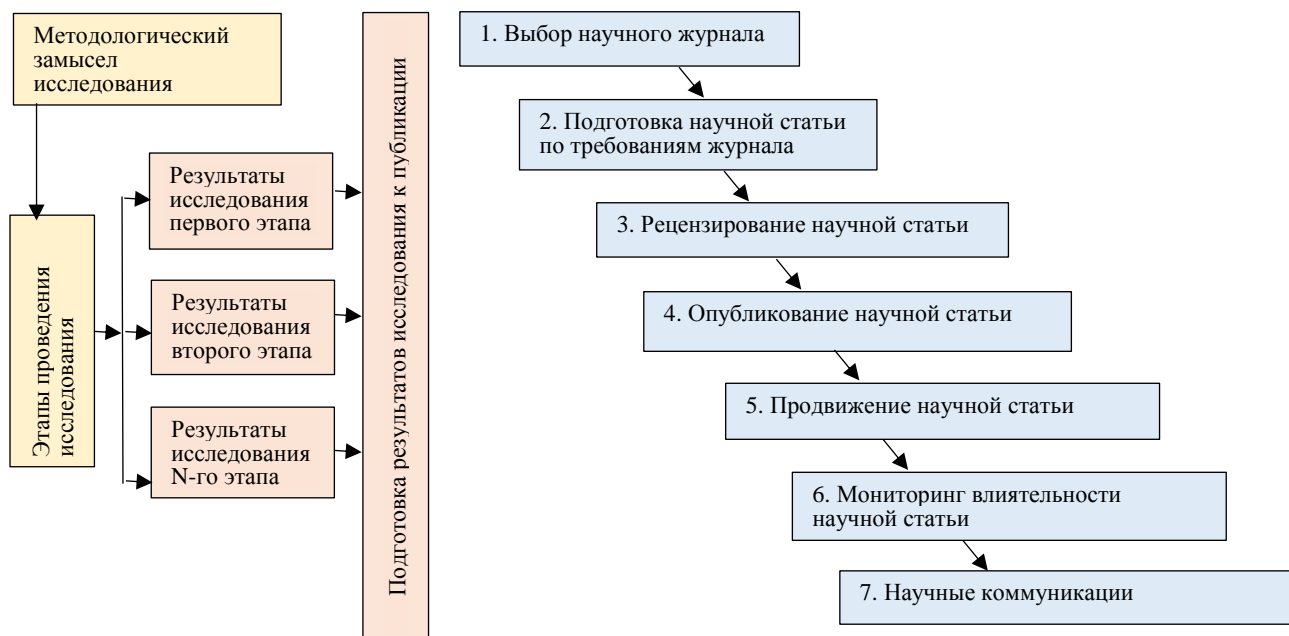 Методологический
замысел
исследования
Этапы проведения
исследования
Результаты
исследования
первого этапа
Результаты
исследования
второго этапа
Результаты
исследования
N-го этапа
Подготовка результатов исследования к публикации
1. Выбор научного журнала
2. Подготовка научной статьи
по требованиям журнала
3. Рецензирование научной статьи
4. Опубликование научной статьи
5. Продвижение научной статьи
6. Мониторинг влиятельности
научной статьи
7. Научные коммуникации